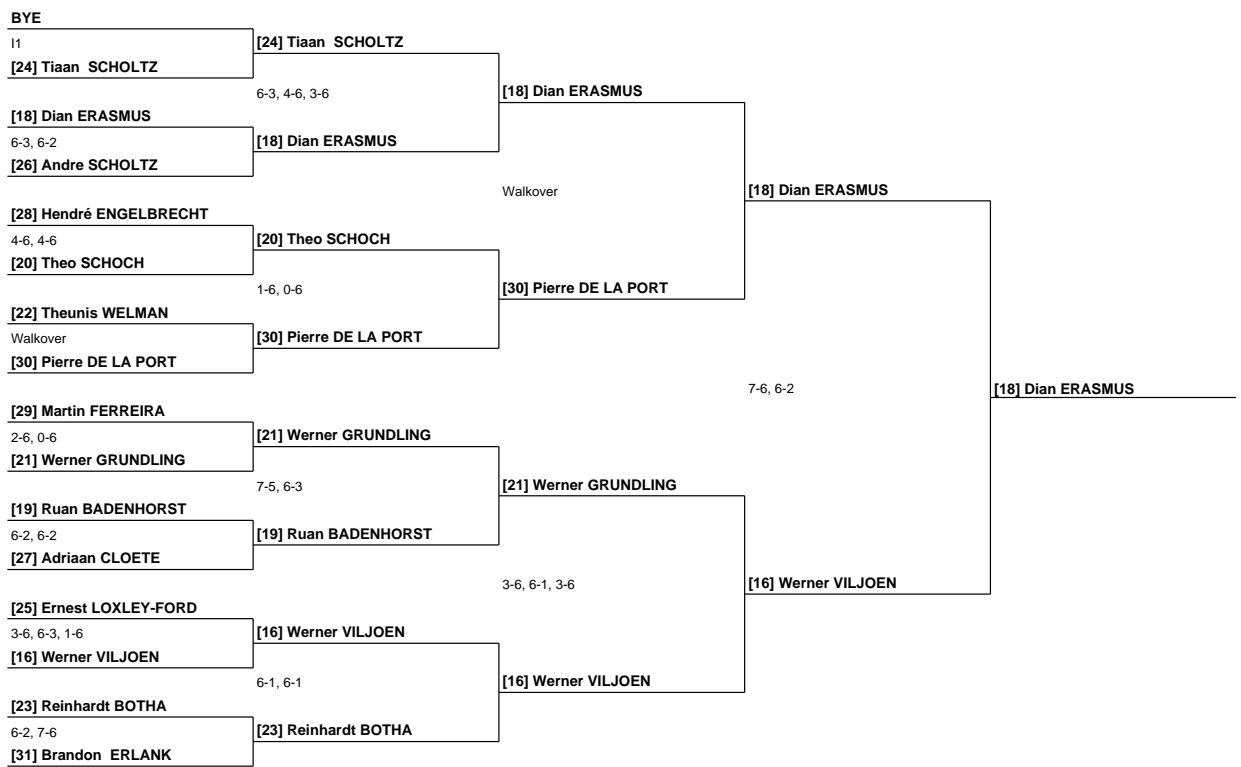 BYE
I1
[24] Tiaan  SCHOLTZ
[24] Tiaan  SCHOLTZ
6-3, 4-6, 3-6
[18] Dian ERASMUS
[18] Dian ERASMUS
6-3, 6-2
[18] Dian ERASMUS
[26] Andre SCHOLTZ
Walkover
[18] Dian ERASMUS
[28] Hendré ENGELBRECHT
4-6, 4-6
[20] Theo SCHOCH
[20] Theo SCHOCH
1-6, 0-6
[30] Pierre DE LA PORT
[22] Theunis WELMAN
Walkover
[30] Pierre DE LA PORT
[30] Pierre DE LA PORT
7-6, 6-2
[18] Dian ERASMUS
[29] Martin FERREIRA
2-6, 0-6
[21] Werner GRUNDLING
[21] Werner GRUNDLING
7-5, 6-3
[21] Werner GRUNDLING
[19] Ruan BADENHORST
6-2, 6-2
[19] Ruan BADENHORST
[27] Adriaan CLOETE
3-6, 6-1, 3-6
[16] Werner VILJOEN
[25] Ernest LOXLEY-FORD
3-6, 6-3, 1-6
[16] Werner VILJOEN
[16] Werner VILJOEN
6-1, 6-1
[16] Werner VILJOEN
[23] Reinhardt BOTHA
6-2, 7-6
[23] Reinhardt BOTHA
[31] Brandon  ERLANK